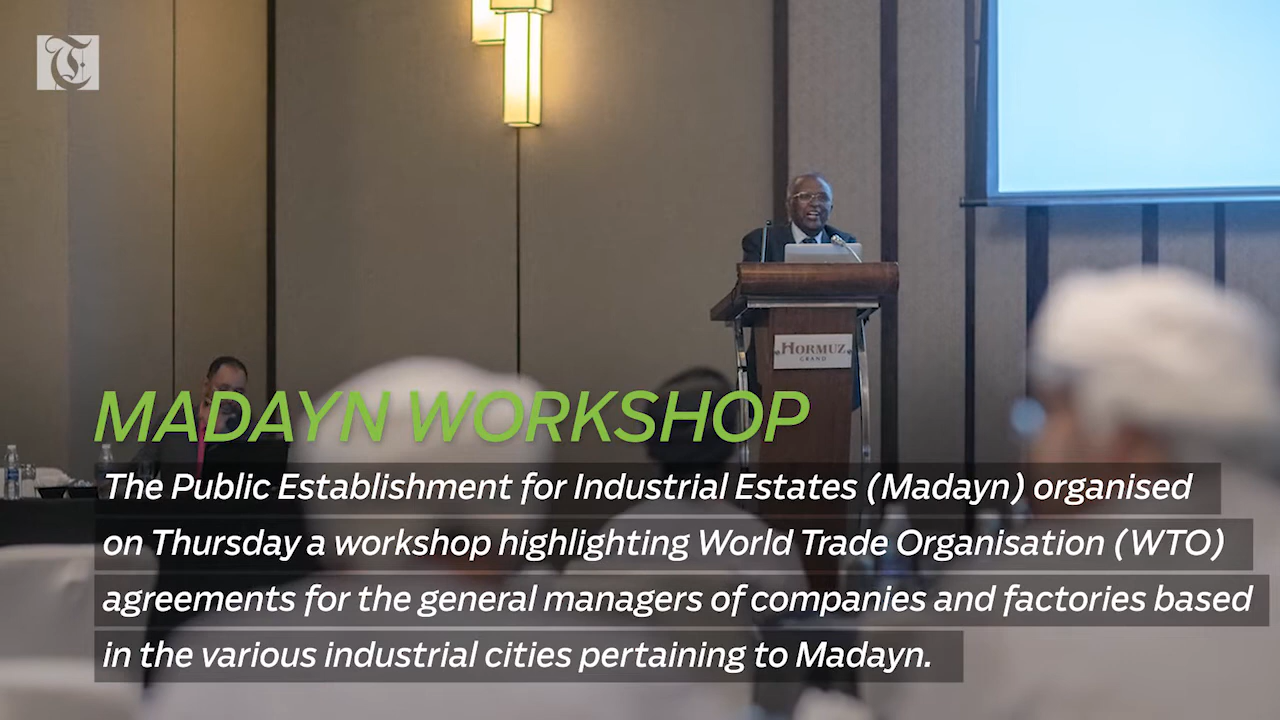 T
HORMUZ
GRAND
MADAYN WORKSHOP
The Public Establishment for Industrial Estates (Madayn) organised
on Thursday a workshop highlighting World Trade Organisation (WTO)
agreements for the general managers of companies and factories based
in the various industrial cities pertaining to Madayn.